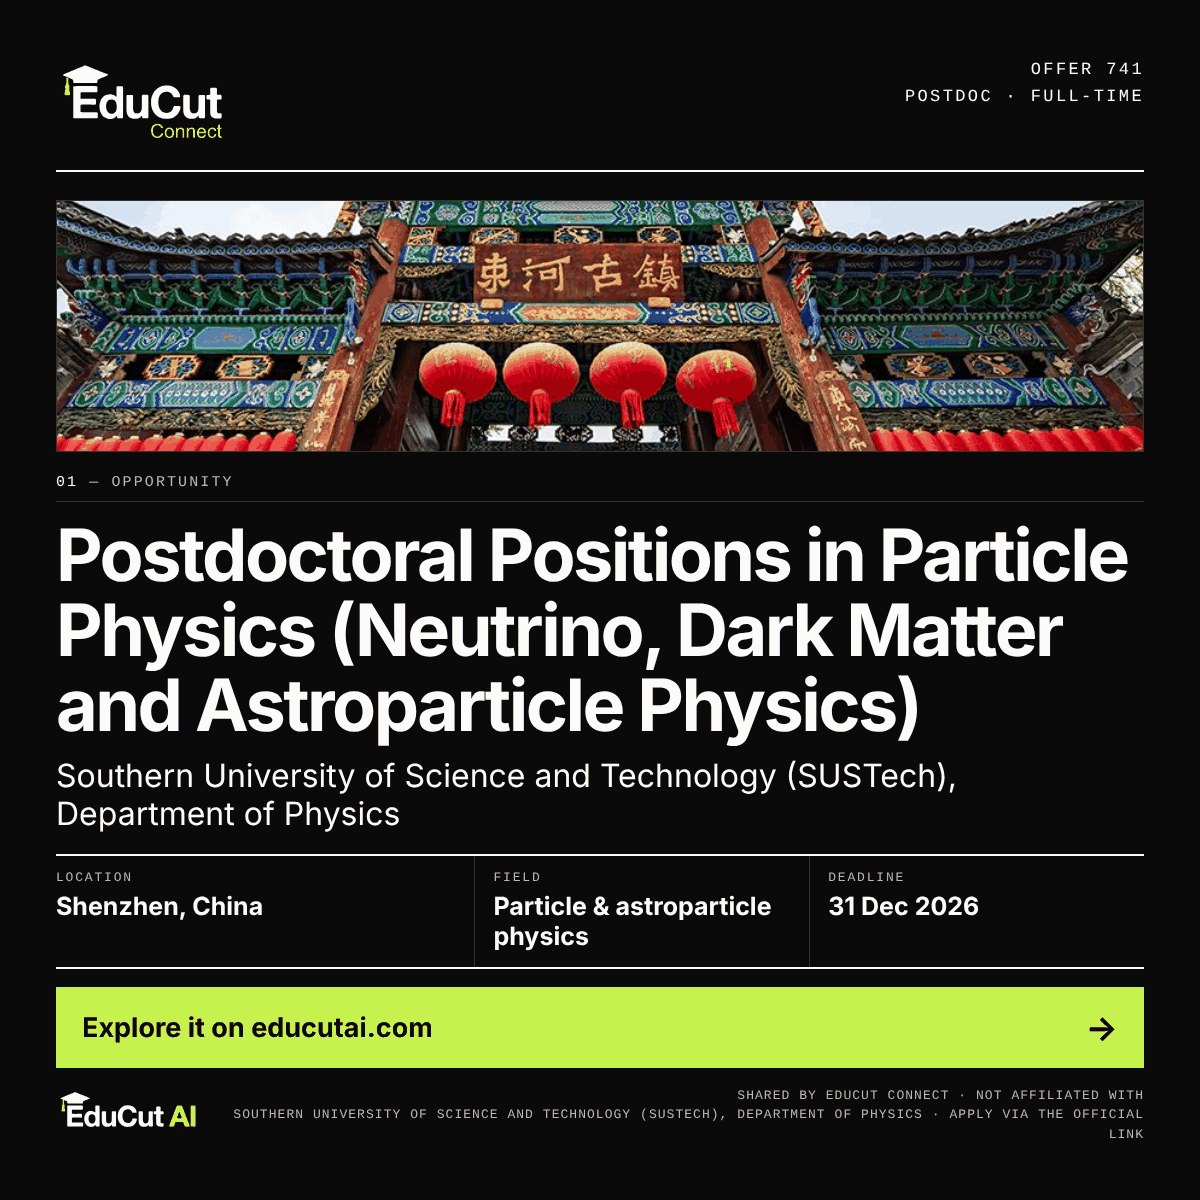 EduCut
Connect
OFFER 741
POSTDOC · FULL-TIME
束河古鎮
01 — OPPORTUNITY
Postdoctoral Positions in Particle
Physics (Neutrino, Dark Matter
and Astroparticle Physics)
Southern University of Science and Technology (SUSTech),
Department of Physics
LOCATION
Shenzhen, China
FIELD
Particle & astroparticle
physics
DEADLINE
31 Dec 2026
Explore it on educutai.com →
EduCut AI
SHARED BY EDUCUT CONNECT · NOT AFFILIATED WITH
SOUTHERN UNIVERSITY OF SCIENCE AND TECHNOLOGY (SUSTECH), DEPARTMENT OF PHYSICS · APPLY VIA THE OFFICIAL
LINK